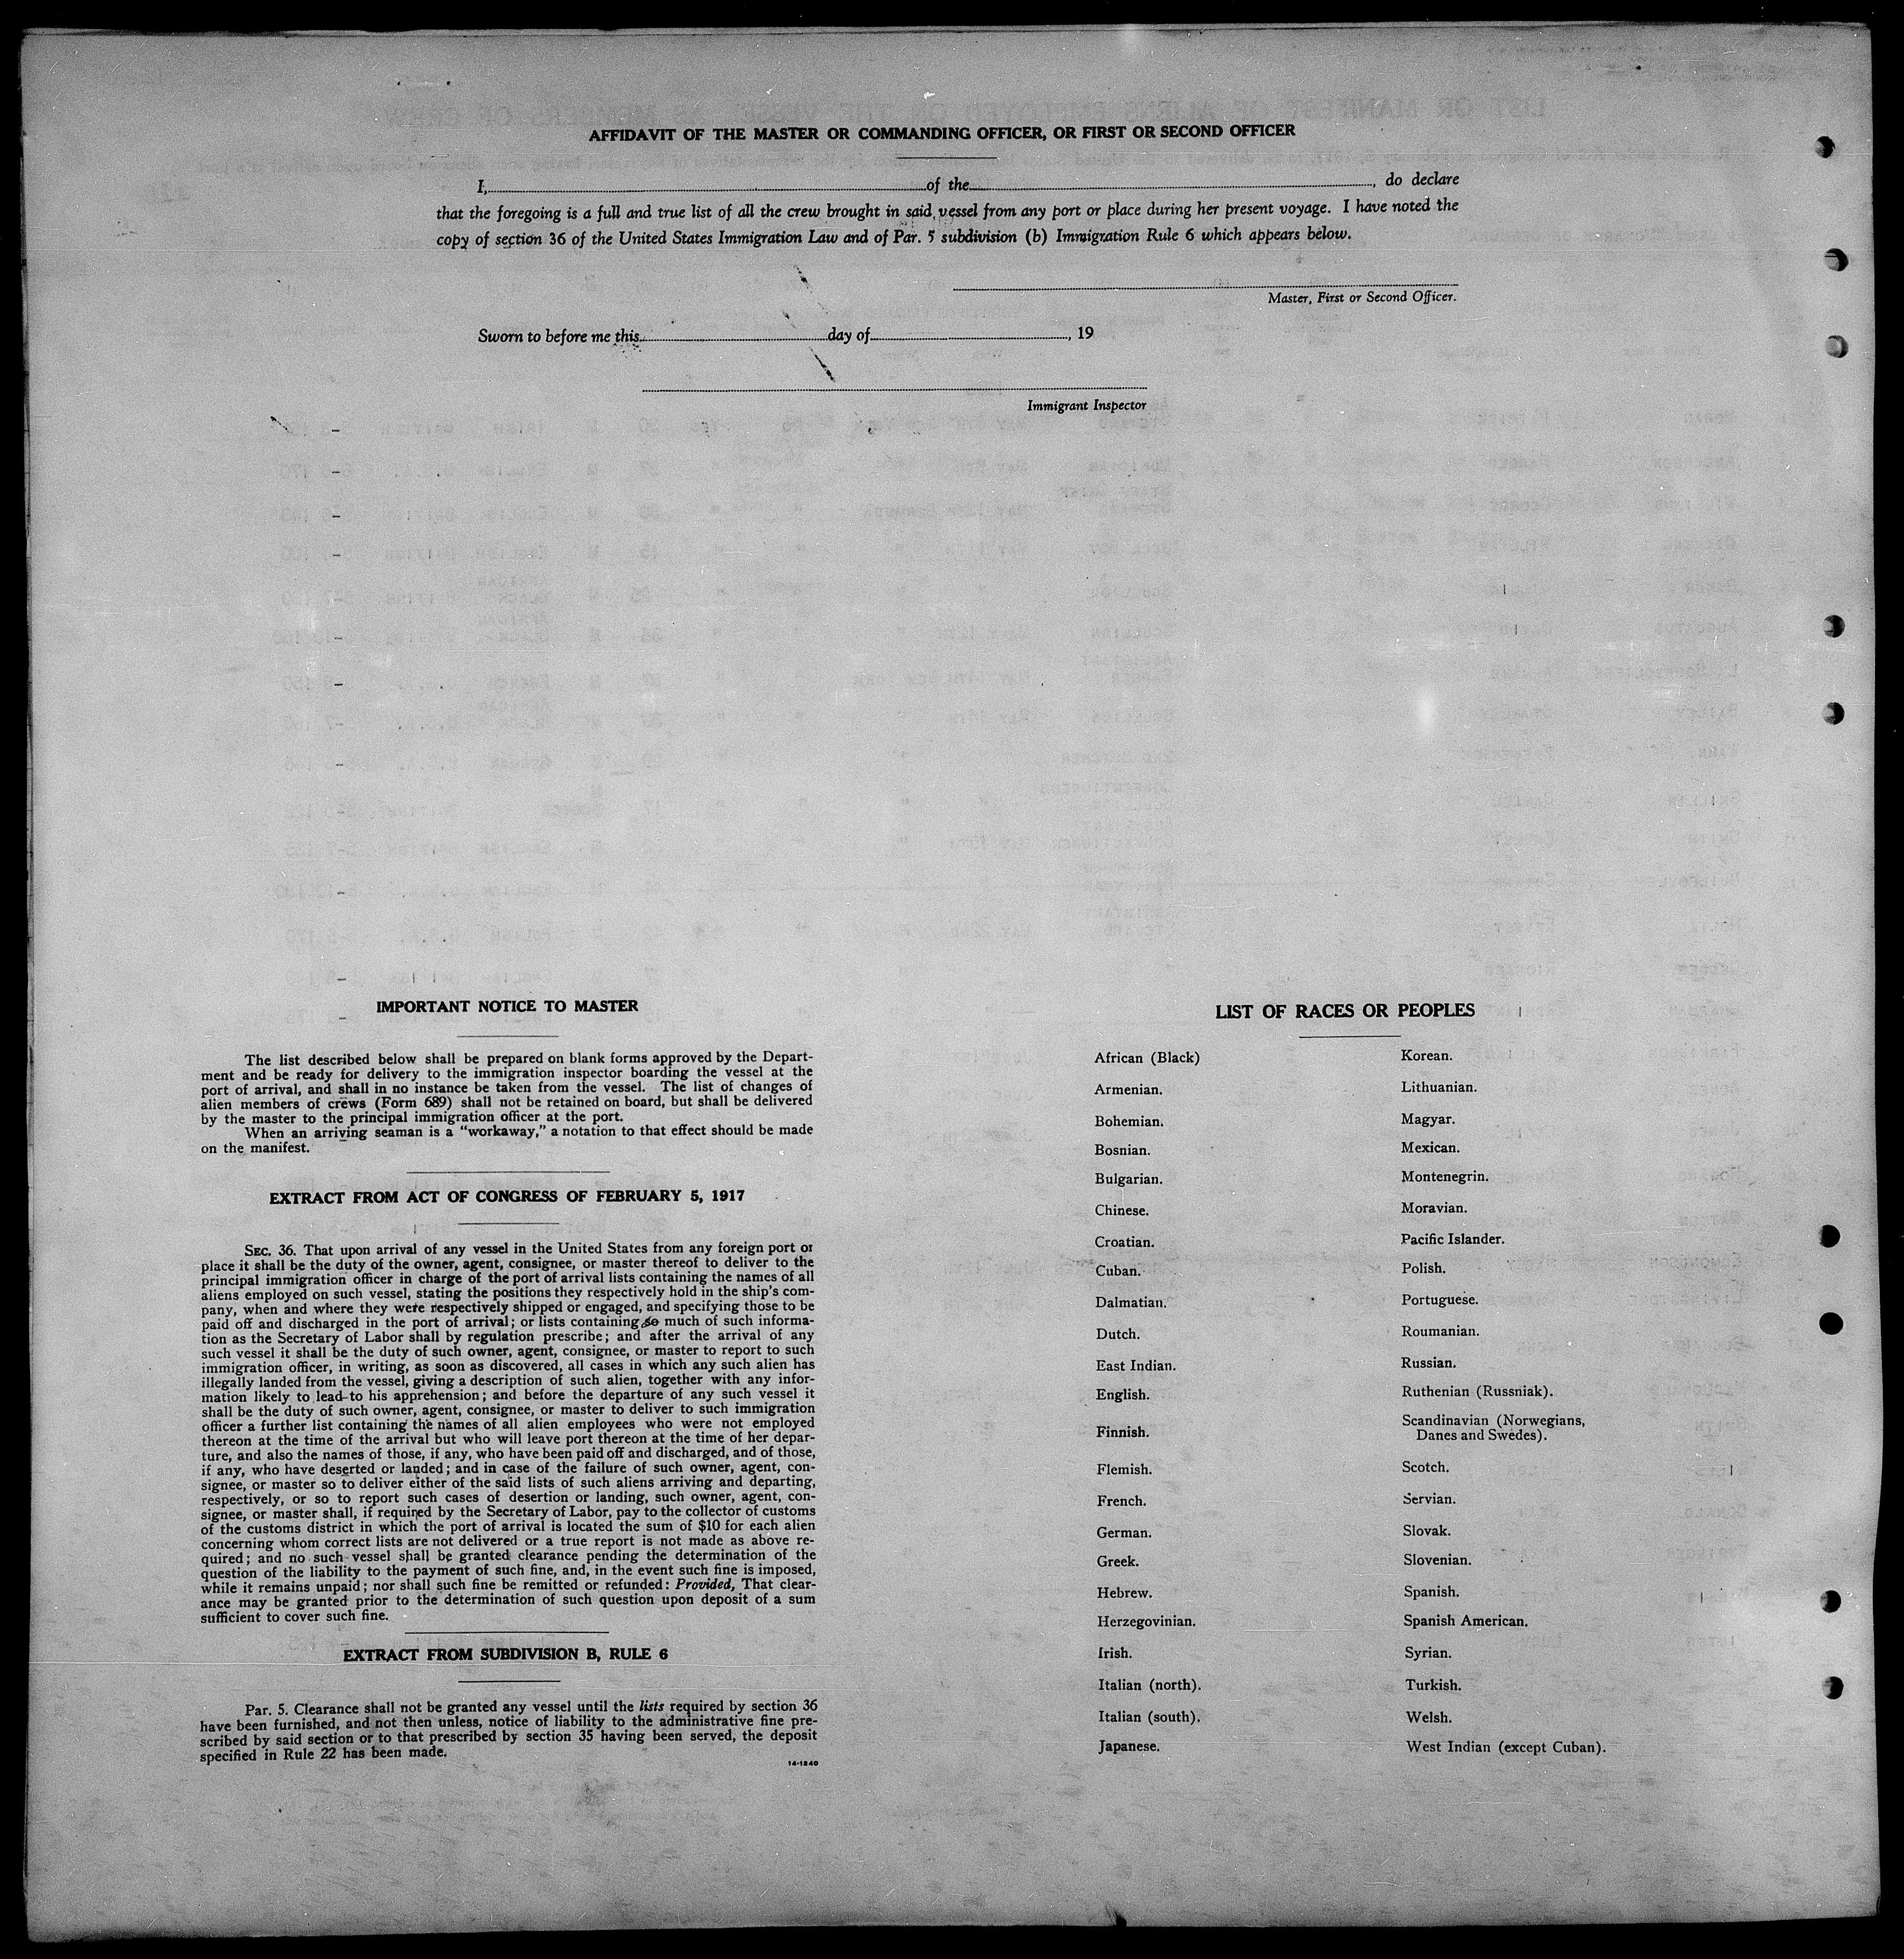 AFFIDAVIT OF THE MASTER OR COMMANDING OFFICER, OR FIRST OR SECOND OFFICER
I, of the , do declare
that the foregoing is a full and true list of all the crew brought in said vessel from any port or place during her present voyage. I have noted the
copy of section 36 of the United States Immigration Law and of Par. 5 subdivision (b) Immigration Rule 6 which appears below.
Master, First or Second Officer.
Sworn to before me this day of , 19
Immigrant Inspector
IMPORTANT NOTICE TO MASTER
The list described below shall be prepared on blank forms approved by the Depart-
ment and be ready for delivery to the immigration inspector boarding the vessel at the
port of arrival, and shall in no instance be taken from the vessel. The list of changes of
alien members of crews (Form 689) shall not be retained on board, but shall be delivered
by the master to the principal immigration officer at the port.
When an arriving seaman is a "workaway," a notation to that effect should be made
on the manifest.
EXTRACT FROM ACT OF CONGRESS OF FEBRUARY 5, 1917
SEC. 36. That upon arrival of any vessel in the United States from any foreign port or
place it shall be the duty of the owner, agent, consignee, or master thereof to deliver to the
principal immigration officer in charge of the port of arrival lists containing the names of all
aliens employed on such vessel, stating the positions they respectively hold in the ship's com-
pany, when and where they were respectively shipped or engaged, and specifying those to be
paid off and discharged in the port of arrival; or lists containing so much of such informa-
tion as the Secretary of Labor shall by regulation prescribe; and after the arrival of any
such vessel it shall be the duty of such owner, agent, consignee, or master to report to such
immigration officer, in writing, as soon as discovered, all cases in which any such alien has
illegally landed from the vessel, giving a description of such alien, together with any infor-
mation likely to lead to his apprehension; and before the departure of any such vessel it
shall be the duty of such owner, agent, consignee, or master to deliver to such immigration
officer a further list containing the names of all alien employees who were not employed
thereon at the time of the arrival but who will leave port thereon at the time of her depar-
ture, and also the names of those, if any, who have been paid off and discharged, and of those,
if any, who have deserted or landed; and in case of the failure of such owner, agent, con-
signee, or master so to deliver either of the said lists of such aliens arriving and departing,
respectively, or so to report such cases of desertion or landing, such owner, agent, con-
signee, or master shall, if required by the Secretary of Labor, pay to the collector of customs
of the customs district in which the port of arrival is located the sum of $10 for each alien
concerning whom correct lists are not delivered or a true report is not made as above re-
quired; and no such vessel shall be granted clearance pending the determination of the
question of the liability to the payment of such fine, and, in the event such fine is imposed,
while it remains unpaid; nor shall such fine be remitted or refunded: Provided, That clear-
ance may be granted prior to the determination of such question upon deposit of a sum
sufficient to cover such fine.
EXTRACT FROM SUBDIVISION B, RULE 6
Par. 5. Clearance shall not be granted any vessel until the lists required by section 36
have been furnished, and not then unless, notice of liability to the administrative fine pre-
scribed by said section or to that prescribed by section 35 having been served, the deposit
specified in Rule 22 has been made.
14-1240
LIST OF RACES OR PEOPLES
African (Black)
Armenian.
Bohemian.
Bosnian.
Bulgarian.
Chinese.
Croatian.
Cuban.
Dalmatian.
Dutch.
East Indian.
English.
Finnish.
Flemish.
French.
German.
Greek.
Hebrew.
Herzegovinian.
Irish.
Italian (north).
Italian (south).
Japanese.
Korean.
Lithuanian.
Magyar.
Mexican.
Montenegrin.
Moravian.
Pacific Islander.
Polish.
Portuguese.
Roumanian.
Russian.
Ruthenian (Russniak).
Scandinavian (Norwegians,
Danes and Swedes).
Scotch.
Servian.
Slovak.
Slovenian.
Spanish.
Spanish American.
Syrian.
Turkish.
Welsh.
West Indian (except Cuban).